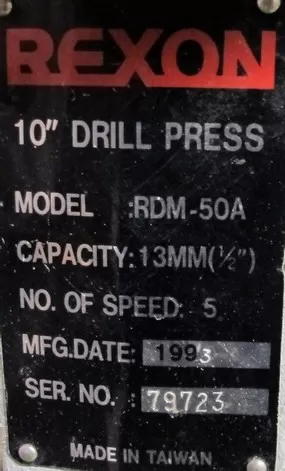 REXON
10" DRILL PRESS
MODEL :RDM-50A
CAPACITY:13MM(½")
NO. OF SPEED: 5
MFG.DATE: 1993
SER. NO. : 79723
MADE IN TAIWAN